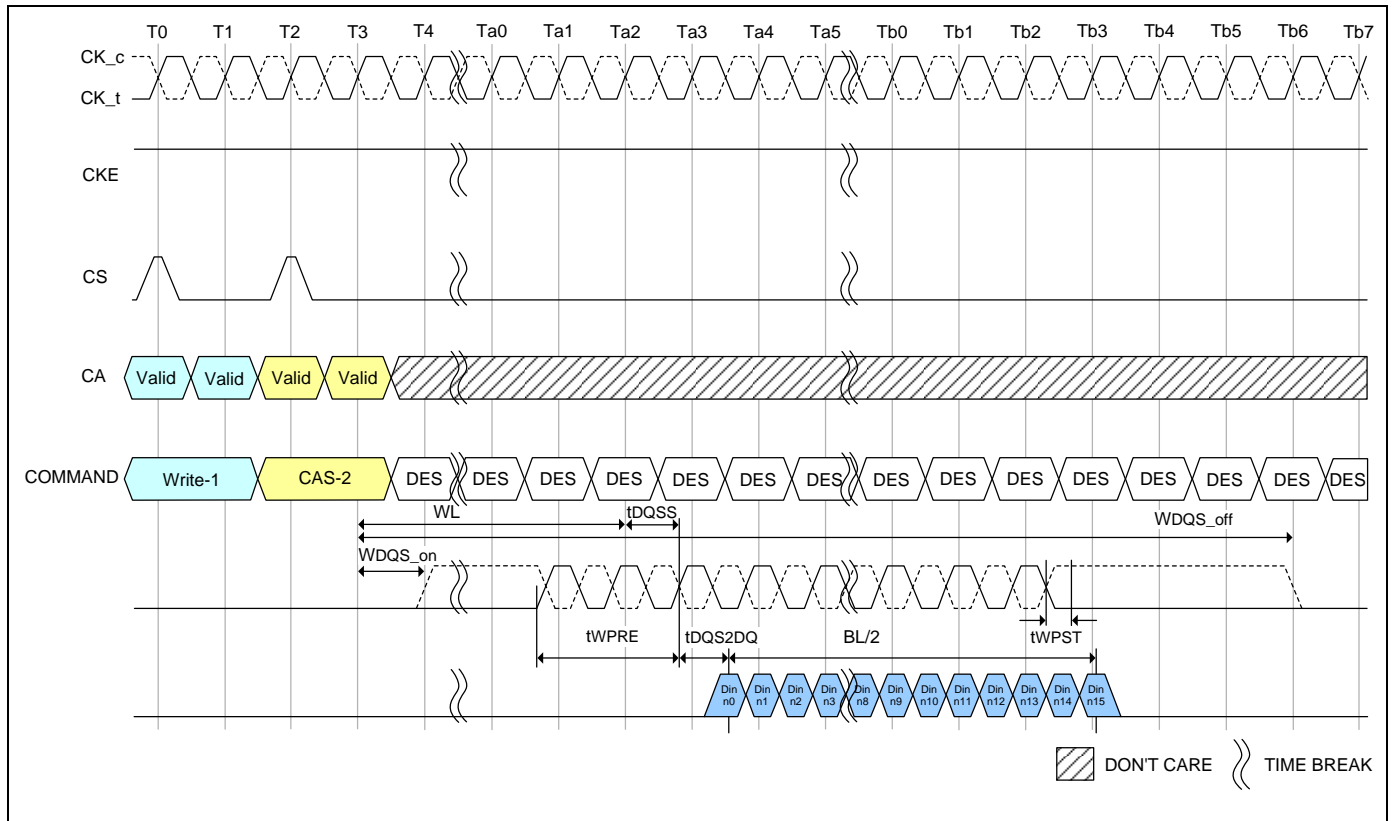 T0 T1 T2 T3 T4 Ta0 Ta1 Ta2 Ta3 Ta4 Ta5 Tb0 Tb1 Tb2 Tb3 Tb4 Tb5 Tb6 Tb7
CK_c
CK_t
CKE
CS
CA Valid Valid Valid Valid
COMMAND Write-1 CAS-2 DES DES DES DES DES DES DES DES DES DES DES DES DES DES DES
WL tDQSS WDQS_off
WDQS_on
tWPRE tDQS2DQ BL/2 tWPST
Din Din Din Din Din Din Din Din Din Din Din Din
n0 n1 n2 n3 n8 n9 n10 n11 n12 n13 n14 n15
DON'T CARE TIME BREAK